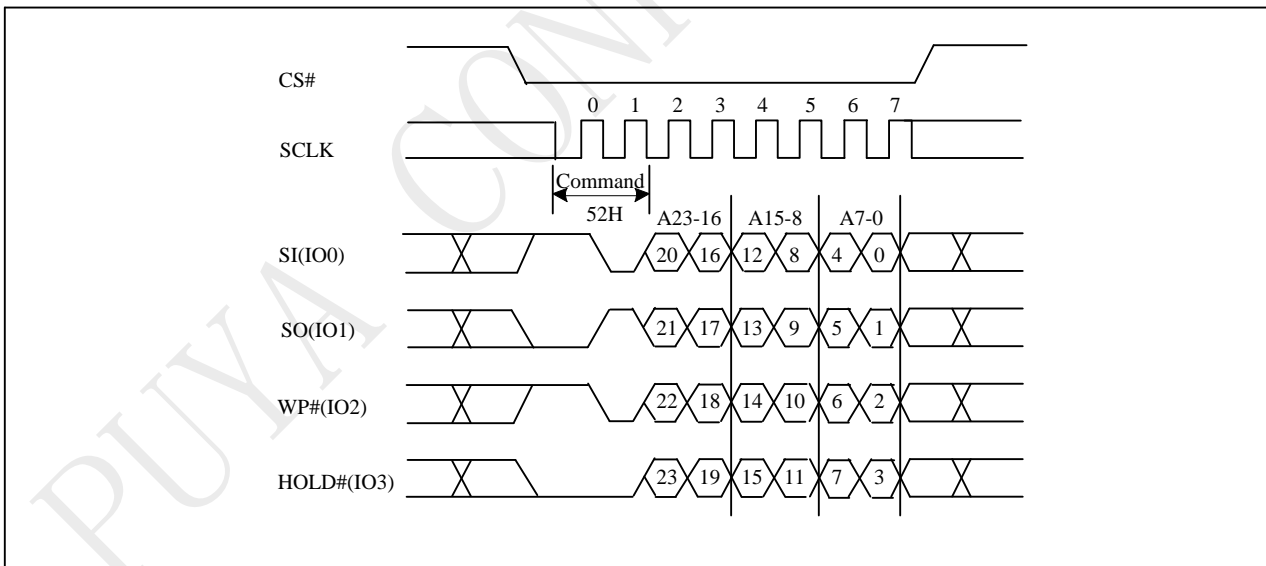 CS#
0 1 2 3 4 5 6 7
SCLK
Command
52H
A23-16 A15-8 A7-0
SI(IO0) 20 16 12 8 4 0
SO(IO1) 21 17 13 9 5 1
WP#(IO2) 22 18 14 10 6 2
HOLD#(IO3) 23 19 15 11 7 3
PUYA